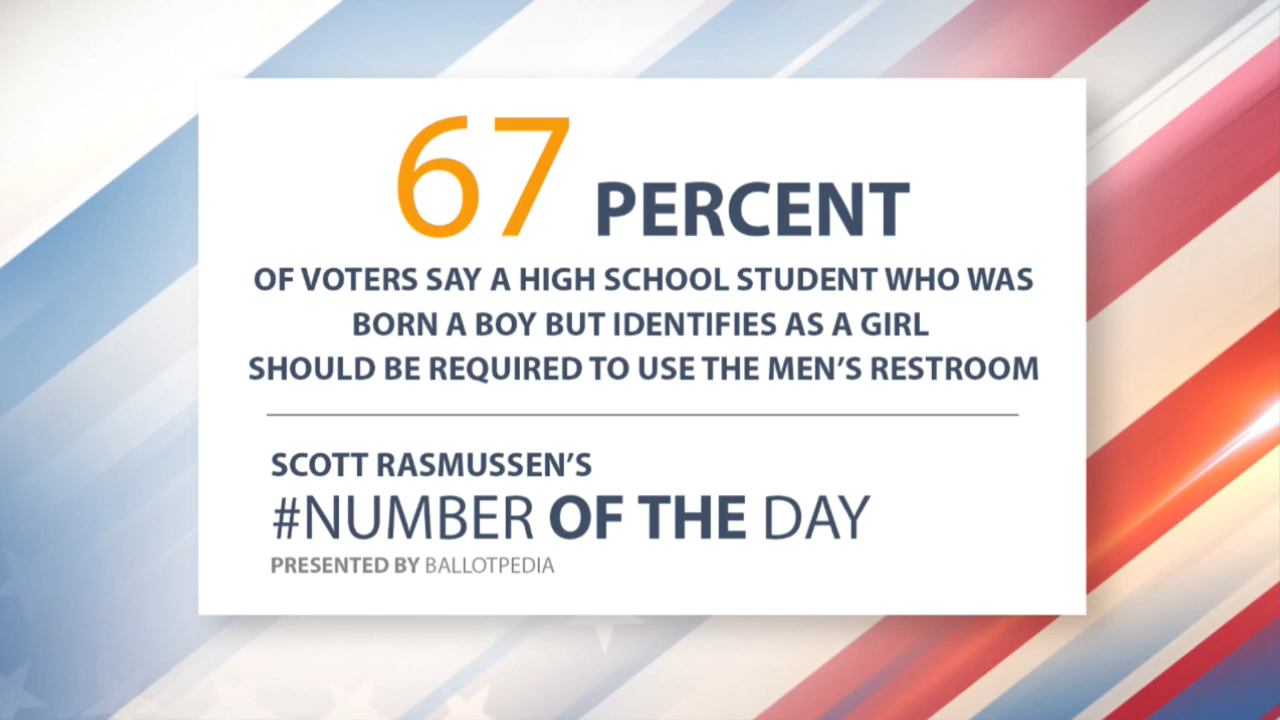 67 PERCENT
OF VOTERS SAY A HIGH SCHOOL STUDENT WHO WAS
BORN A BOY BUT IDENTIFIES AS A GIRL
SHOULD BE REQUIRED TO USE THE MEN'S RESTROOM
SCOTT RASMUSSEN'S
#NUMBER OF THE DAY
PRESENTED BY BALLOTPEDIA